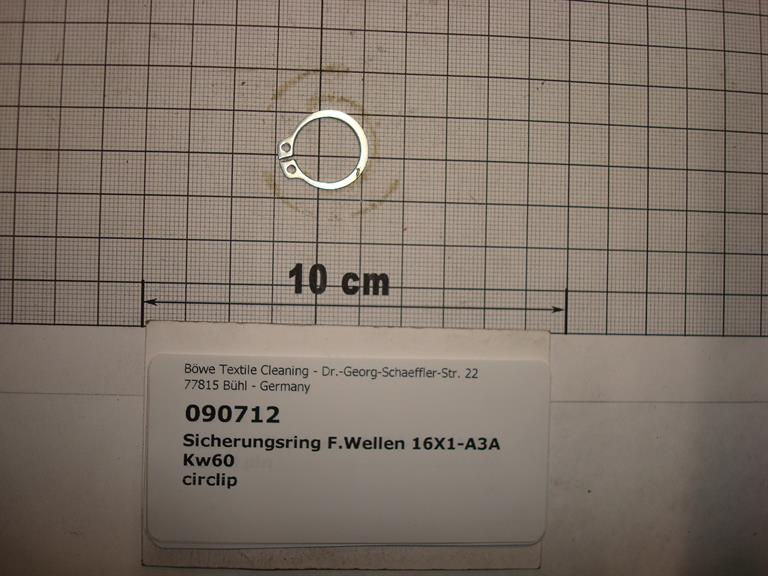 10 cm
Böwe Textile Cleaning - Dr.-Georg-Schaeffler-Str. 22
77815 Bühl - Germany
090712
Sicherungsring F.Wellen 16X1-A3A
Kw60
circlip